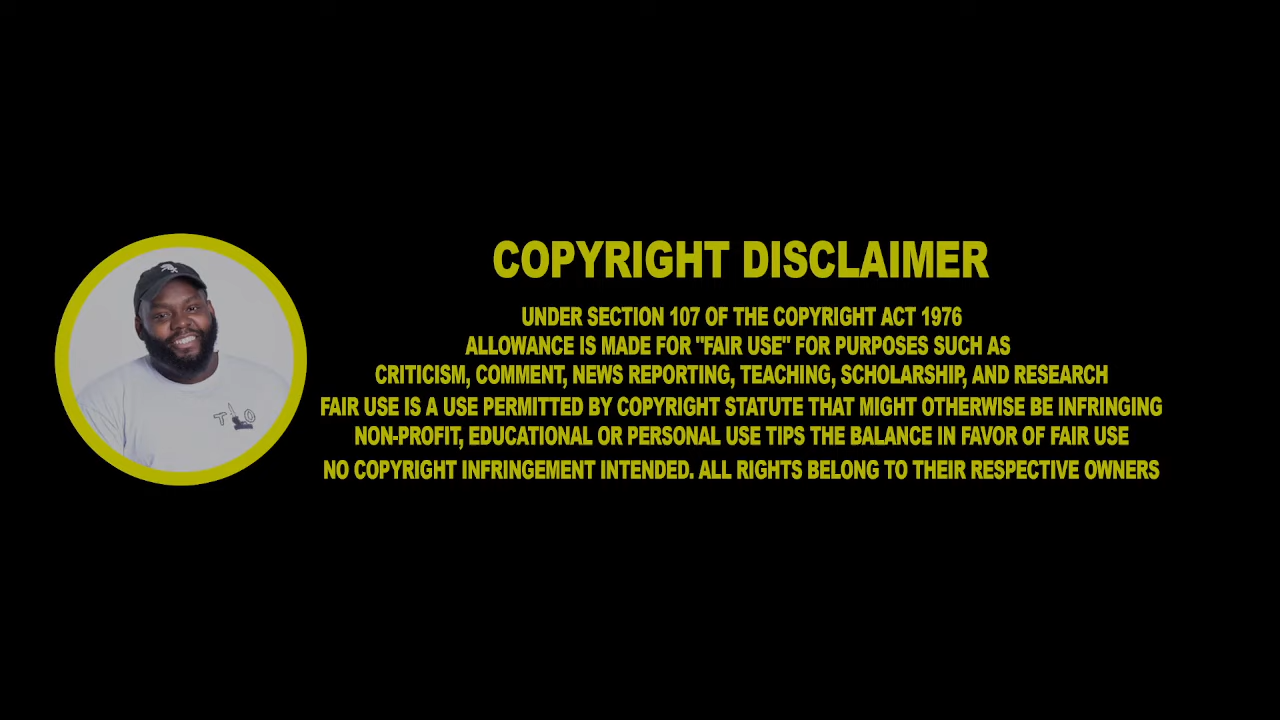 COPYRIGHT DISCLAIMER
UNDER SECTION 107 OF THE COPYRIGHT ACT 1976
ALLOWANCE IS MADE FOR "FAIR USE" FOR PURPOSES SUCH AS
CRITICISM, COMMENT, NEWS REPORTING, TEACHING, SCHOLARSHIP, AND RESEARCH
FAIR USE IS A USE PERMITTED BY COPYRIGHT STATUTE THAT MIGHT OTHERWISE BE INFRINGING
NON-PROFIT, EDUCATIONAL OR PERSONAL USE TIPS THE BALANCE IN FAVOR OF FAIR USE
NO COPYRIGHT INFRINGEMENT INTENDED. ALL RIGHTS BELONG TO THEIR RESPECTIVE OWNERS